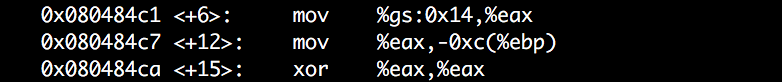 0x080484c1 <+6>: mov %gs:0x14,%eax
0x080484c7 <+12>: mov %eax,-0xc(%ebp)
0x080484ca <+15>: xor %eax,%eax